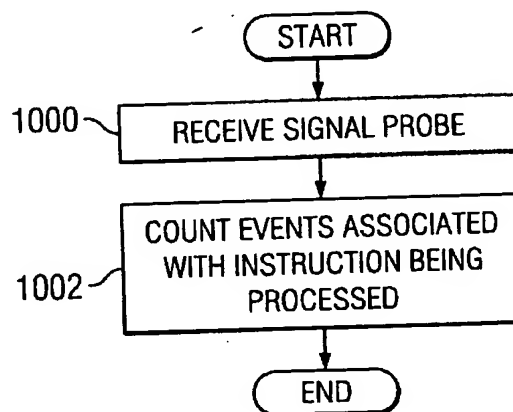 START
1000
RECEIVE SIGNAL PROBE
COUNT EVENTS ASSOCIATED
WITH INSTRUCTION BEING
1002
PROCESSED
END